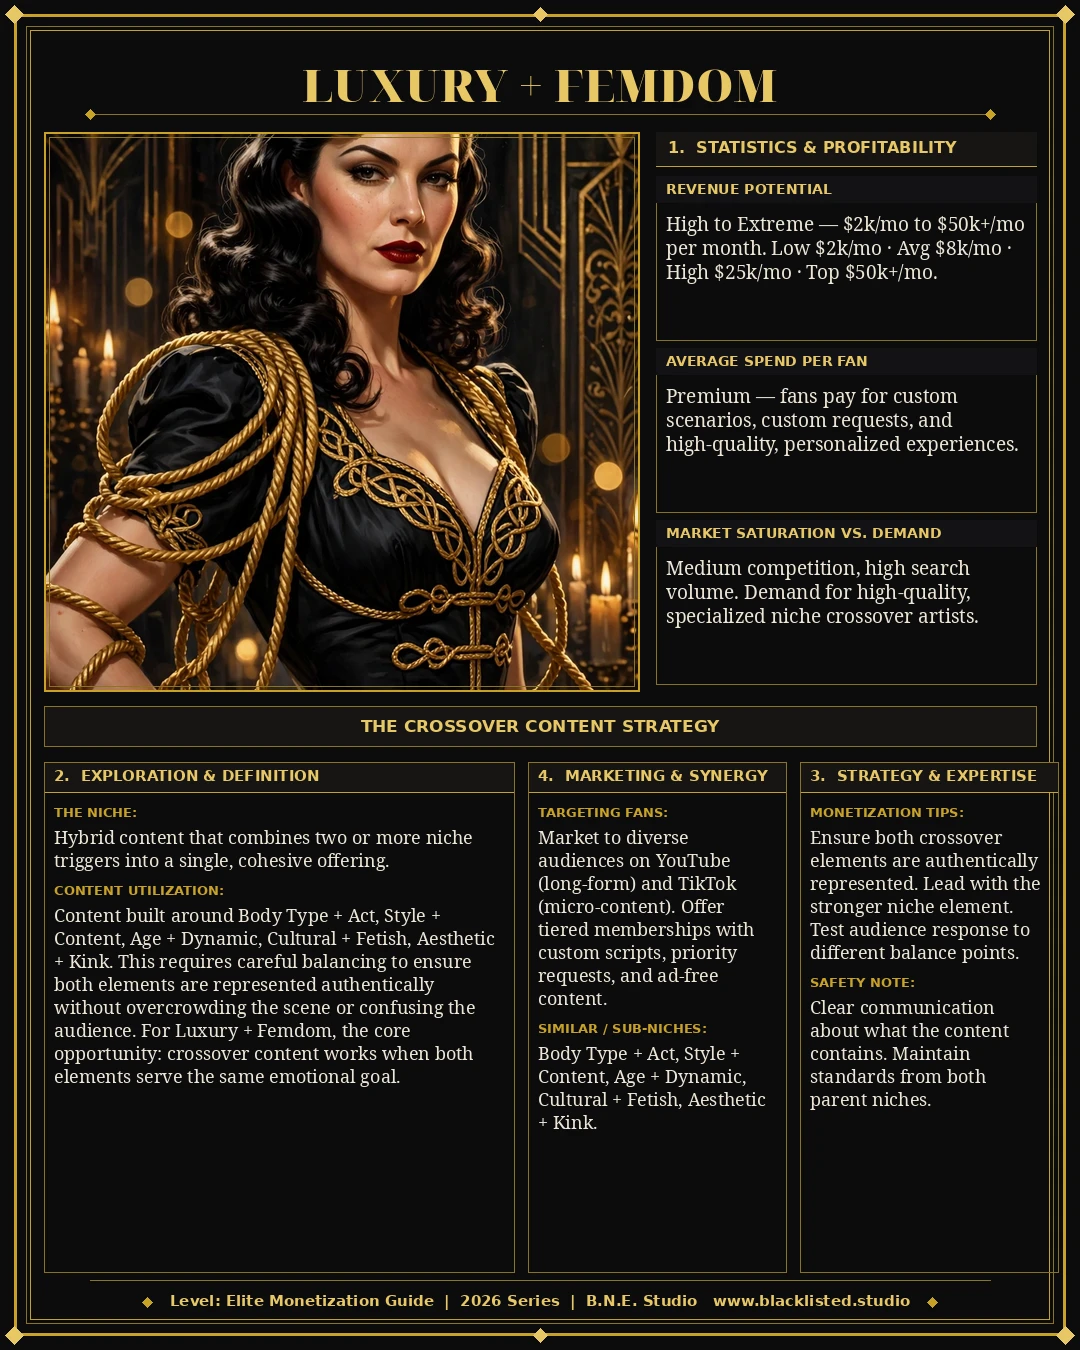 LUXURY + FEMDOM
1. STATISTICS & PROFITABILITY
REVENUE POTENTIAL
High to Extreme — $2k/mo to $50k+/mo
per month. Low $2k/mo · Avg $8k/mo ·
High $25k/mo · Top $50k+/mo.
AVERAGE SPEND PER FAN
Premium — fans pay for custom
scenarios, custom requests, and
high-quality, personalized experiences.
MARKET SATURATION VS. DEMAND
Medium competition, high search
volume. Demand for high-quality,
specialized niche crossover artists.
THE CROSSOVER CONTENT STRATEGY
2. EXPLORATION & DEFINITION
THE NICHE:
Hybrid content that combines two or more niche
triggers into a single, cohesive offering.
CONTENT UTILIZATION:
Content built around Body Type + Act, Style +
Content, Age + Dynamic, Cultural + Fetish, Aesthetic
+ Kink. This requires careful balancing to ensure
both elements are represented authentically
without overcrowding the scene or confusing the
audience. For Luxury + Femdom, the core
opportunity: crossover content works when both
elements serve the same emotional goal.
4. MARKETING & SYNERGY
TARGETING FANS:
Market to diverse
audiences on YouTube
(long-form) and TikTok
(micro-content). Offer
tiered memberships with
custom scripts, priority
requests, and ad-free
content.
SIMILAR / SUB-NICHES:
Body Type + Act, Style +
Content, Age + Dynamic,
Cultural + Fetish, Aesthetic
+ Kink.
3. STRATEGY & EXPERTISE
MONETIZATION TIPS:
Ensure both crossover
elements are authentically
represented. Lead with the
stronger niche element.
Test audience response to
different balance points.
SAFETY NOTE:
Clear communication
about what the content
contains. Maintain
standards from both
parent niches.
Level: Elite Monetization Guide | 2026 Series | B.N.E. Studio www.blacklisted.studio